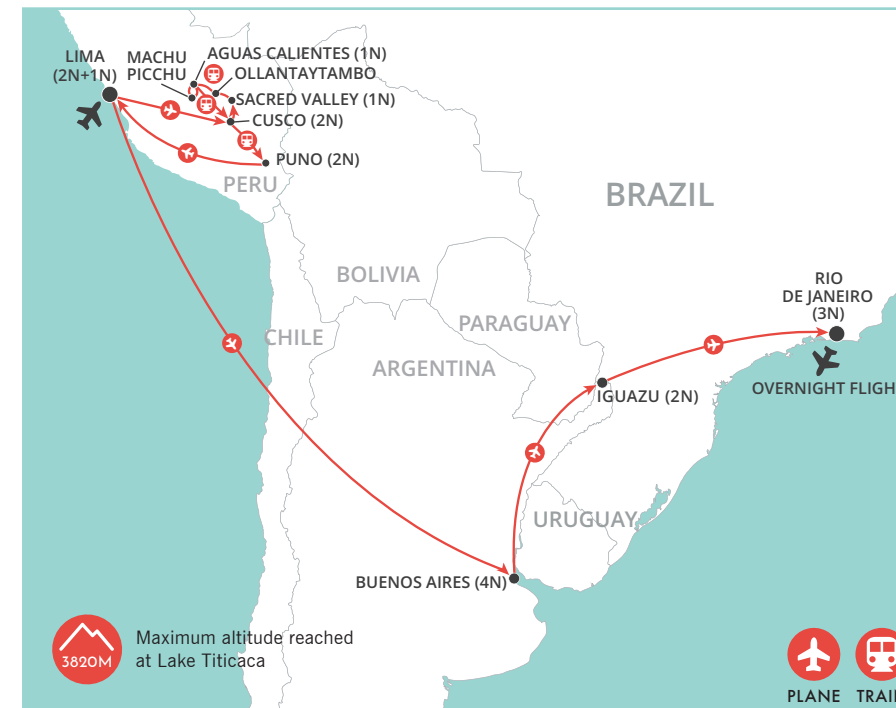 LIMA
(2N+1N)
MACHU
PICCHU
AGUAS CALIENTES (1N)
OLLANTAYTAMBO
SACRED VALLEY (1N)
CUSCO (2N)
PUNO (2N)
PERU
BRAZIL
BOLIVIA
PARAGUAY
CHILE
ARGENTINA
RIO
DE JANEIRO
(3N)
OVERNIGHT FLIGH
IGUAZU (2N)
URUGUAY
BUENOS AIRES (4N)
3820M
Maximum altitude reached
at Lake Titicaca
PLANE
TRAI